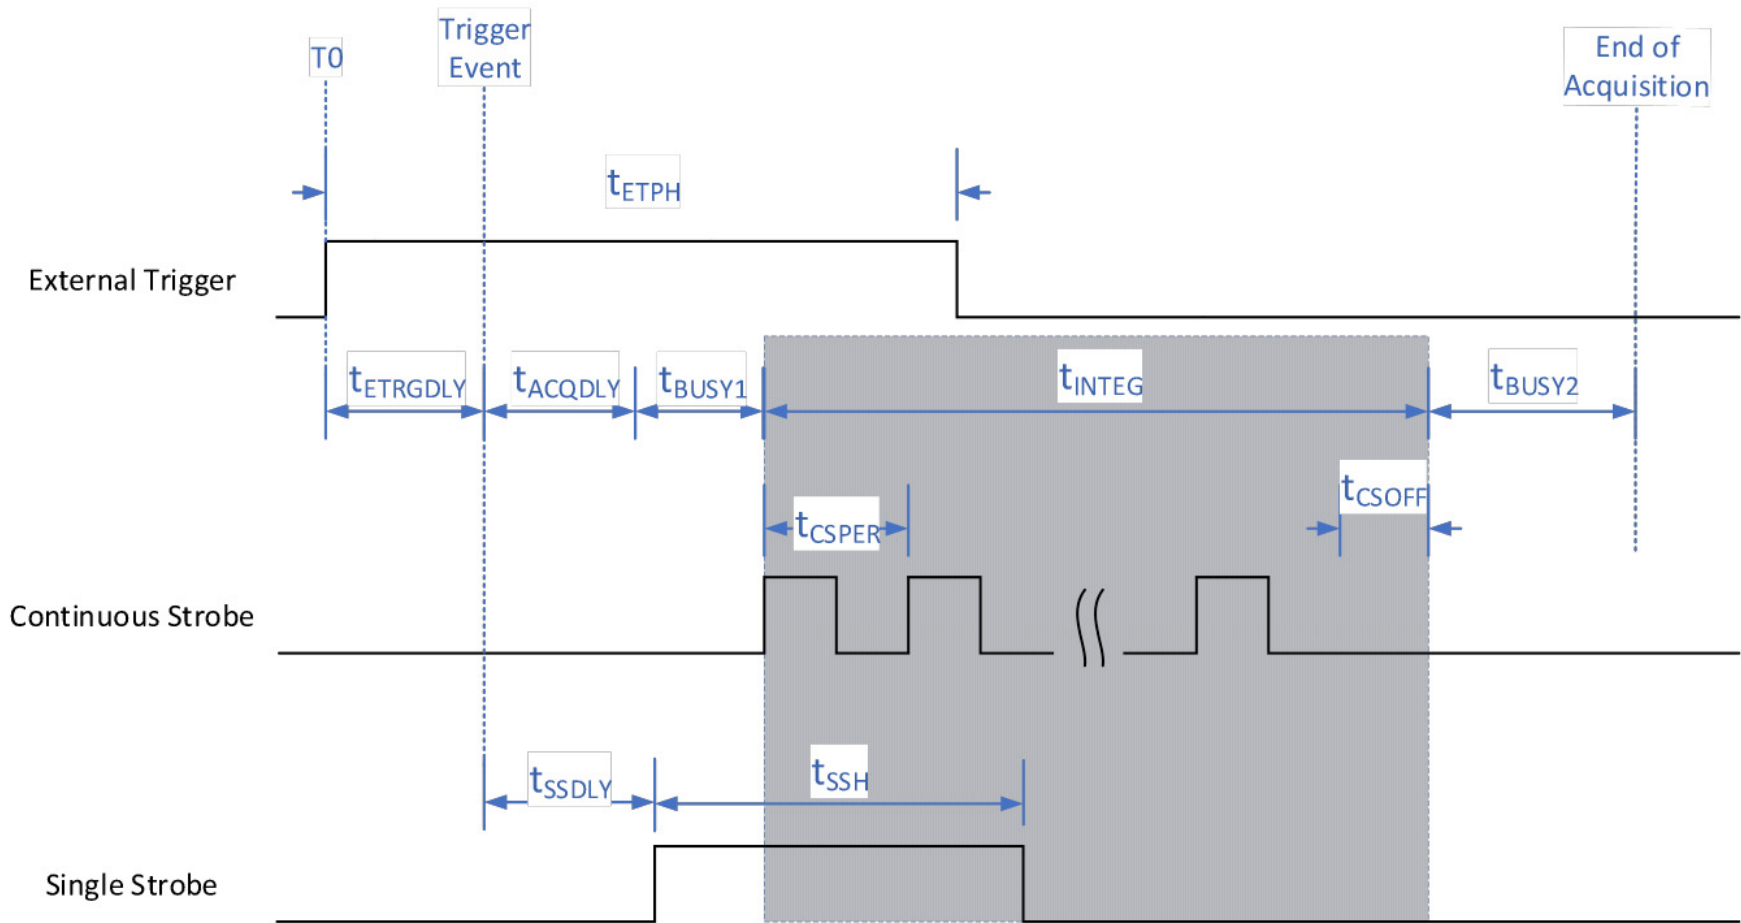 T0
Trigger
Event
End of
Acquisition
tETPH
External Trigger
tETRGDLY
tACQDLY
tBUSY1
tINTEG
tBUSY2
tCSOFF
tCSPER
Continuous Strobe
tSSDLY
tSSH
Single Strobe